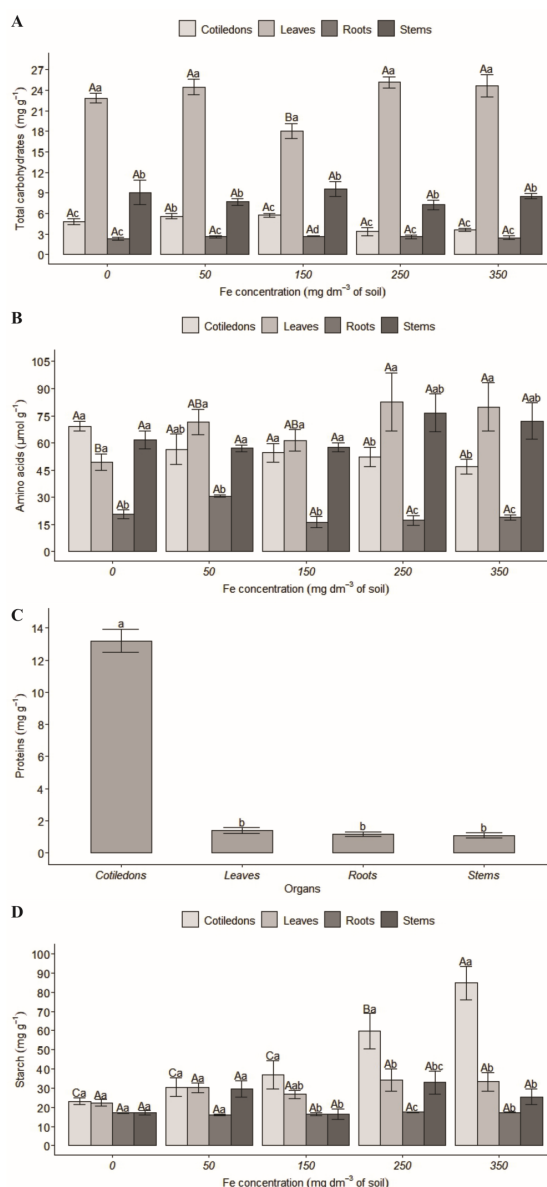 A
Cotiledons Leaves Roots Stems
Total carbohydrates (mg g⁻¹)
27
24
21
18
15
12
9
6
3
0
Ac Aa Ac Ab
Ab Aa Ac Ab
Ac Ba Ad Ab
Ac Aa Ac Ab
Ac Aa Ac Ab
0 50 150 250 350
Fe concentration (mg dm⁻³ of soil)
B
Cotiledons Leaves Roots Stems
Amino acids (µmol g⁻¹)
105
90
75
60
45
30
15
0
Aa Ba Ab Aa
Aab ABa Ab Aa
Aa ABa Ab Aa
Ab Aa Ac Aab
Ab Aa Ac Aab
0 50 150 250 350
Fe concentration (mg dm⁻³ of soil)
C
Proteins (mg g⁻¹)
14
12
10
8
6
4
2
0
a b b b
Cotiledons Leaves Roots Stems
Organs
D
Cotiledons Leaves Roots Stems
Starch (mg g⁻¹)
100
90
80
70
60
50
40
30
20
10
0
Ca Aa Aa Aa
Ca Aa Aa Aa
Ca Aab Ab Ab
Ba Ab Ac Abc
Aa Ab Ab Ab
0 50 150 250 350
Fe concentration (mg dm⁻³ of soil)